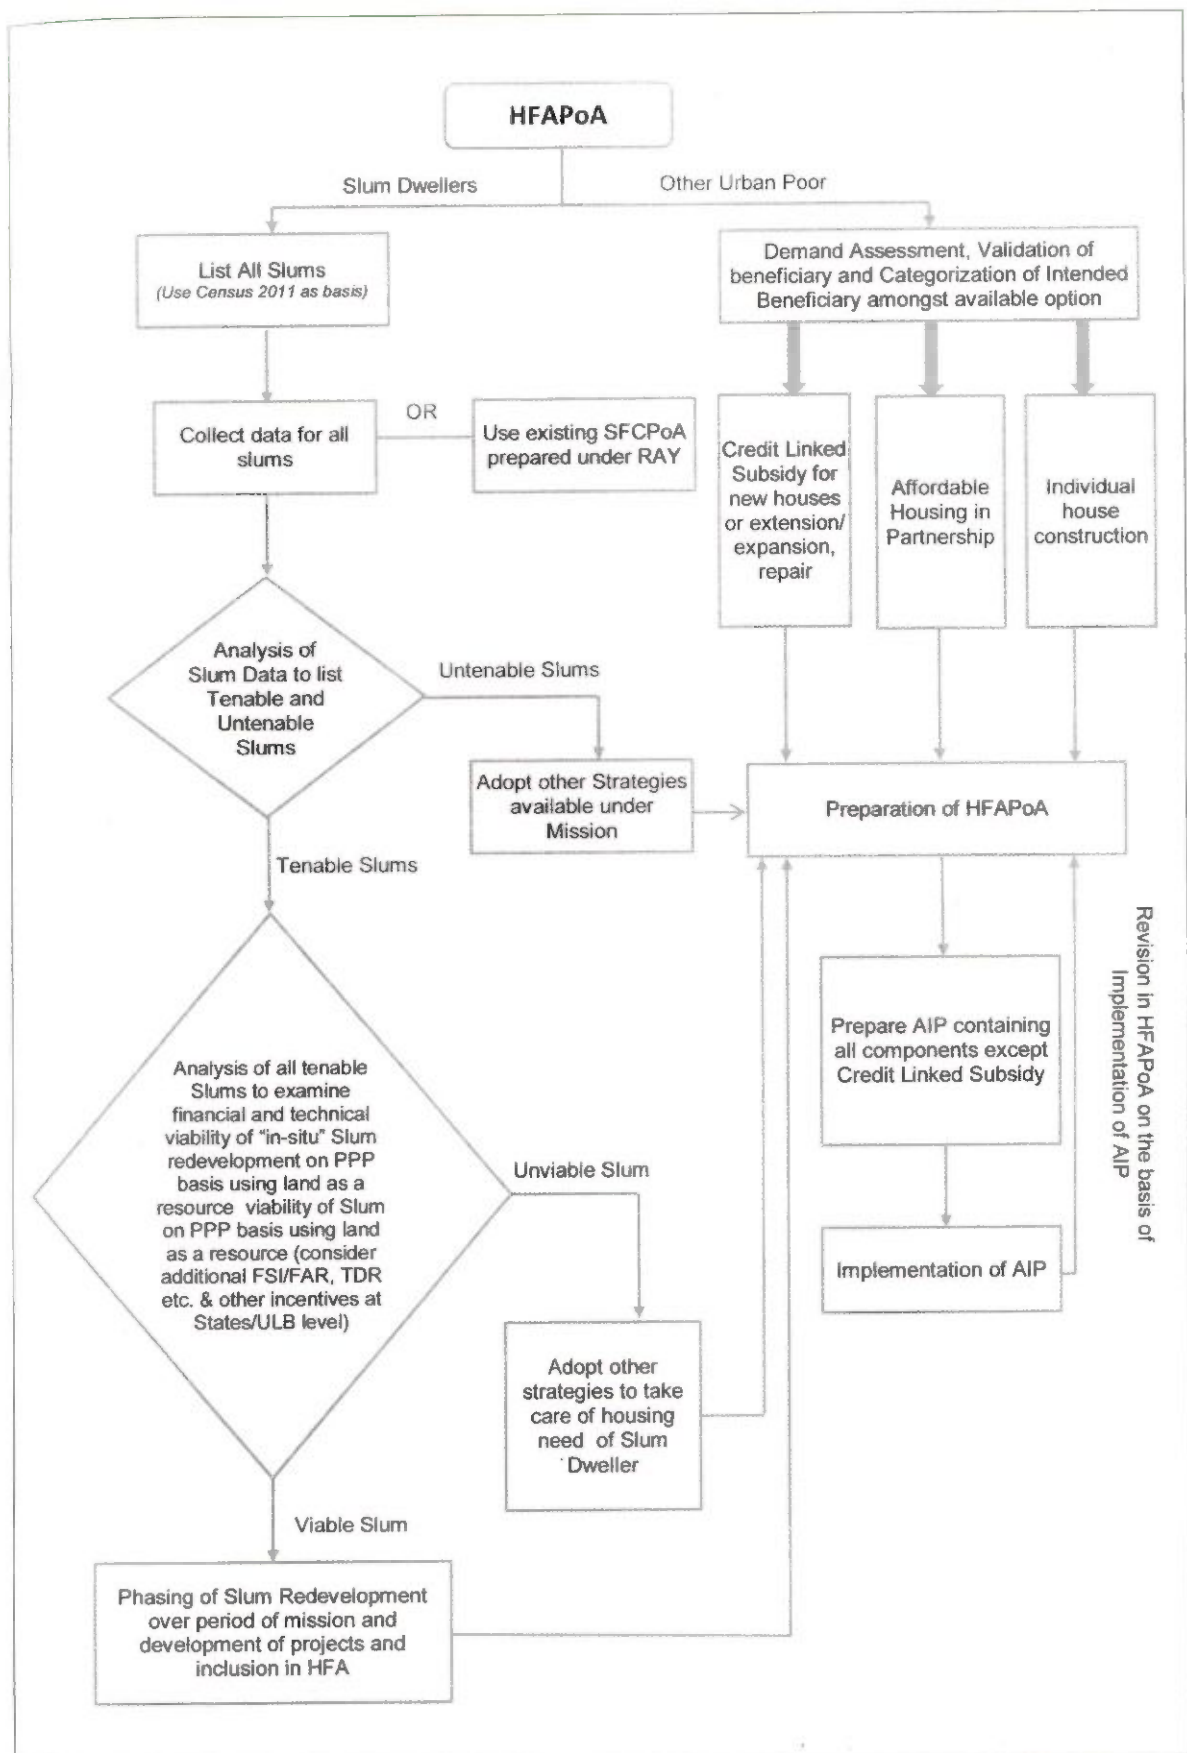 HFAPoA
Slum Dwellers
Other Urban Poor
List All Slums
(Use Census 2011 as basis)
Demand Assessment, Validation of
beneficiary and Categorization of Intended
Beneficiary amongst available option
Collect data for all
slums
OR
Use existing SFCPoA
prepared under RAY
Credit Linked
Subsidy for
new houses
or extension/
expansion,
repair
Affordable
Housing in
Partnership
Individual
house
construction
Analysis of
Slum Data to list
Tenable and
Untenable
Slums
Untenable Slums
Adopt other Strategies
available under
Mission
Preparation of HFAPoA
Tenable Slums
Analysis of all tenable
Slums to examine
financial and technical
viability of "in-situ" Slum
redevelopment on PPP
basis using land as a
resource viability of Slum
on PPP basis using land
as a resource (consider
additional FSI/FAR, TDR
etc. & other incentives at
States/ULB level)
Unviable Slum
Prepare AIP containing
all components except
Credit Linked Subsidy
Revision in HFAPoA on the basis of
Implementation of AIP
Implementation of AIP
Adopt other
strategies to take
care of housing
need of Slum
Dweller
Viable Slum
Phasing of Slum Redevelopment
over period of mission and
development of projects and
inclusion in HFA